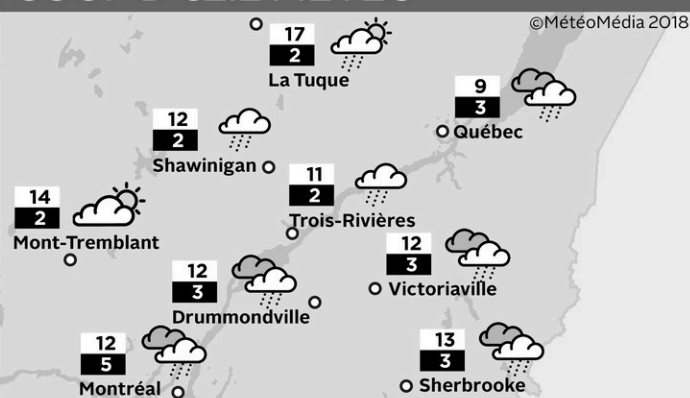 ©MétéoMédia 2018
17
2
La Tuque
9
3
Québec
12
2
Shawinigan
11
2
Trois-Rivières
14
2
Mont-Tremblant
12
3
Victoriaville
12
3
Drummondville
12
5
Montréal
13
3
Sherbrooke